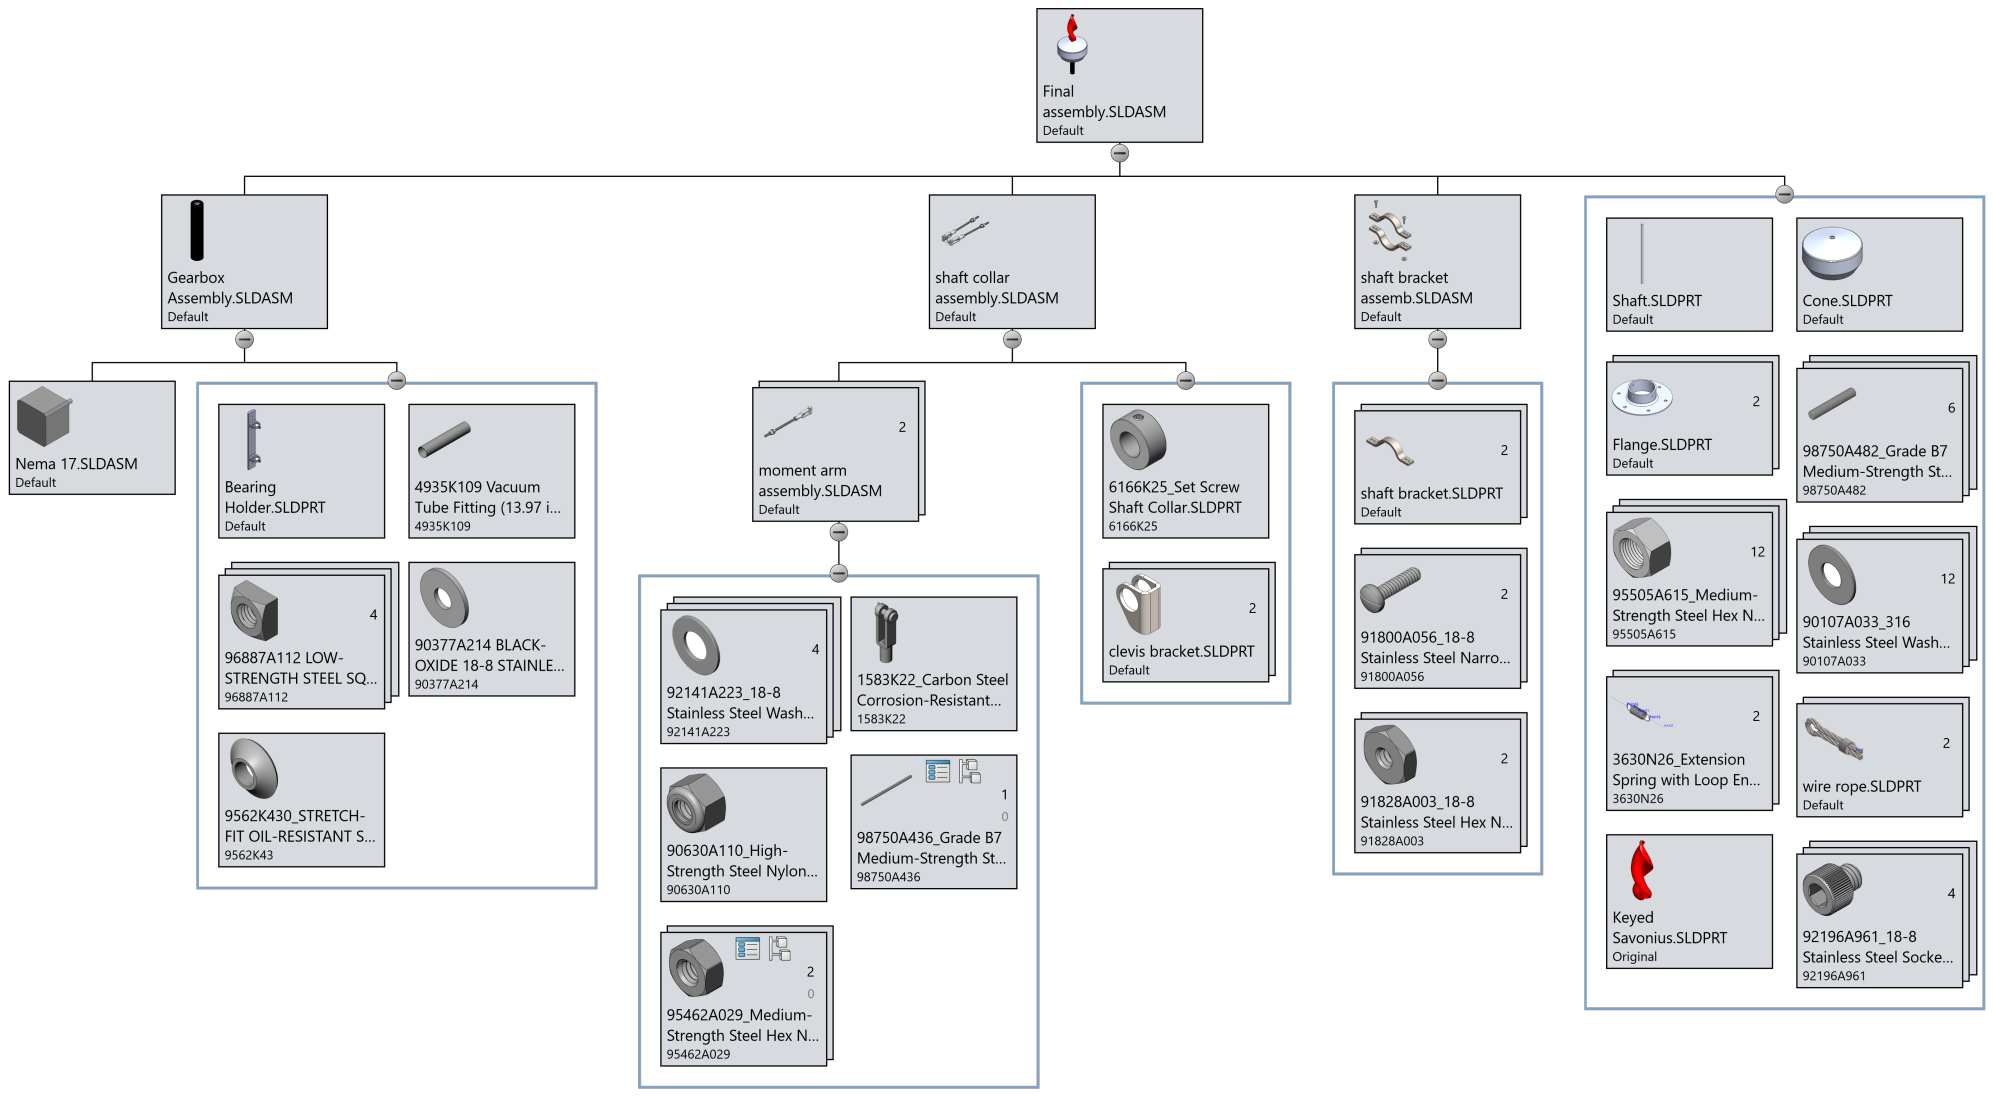 Final
assembly.SLDASM
Default
Gearbox
Assembly.SLDASM
Default
shaft collar
assembly.SLDASM
Default
shaft bracket
assemb.SLDASM
Default
Nema 17.SLDASM
Default
Bearing
Holder.SLDPRT
Default
4935K109 Vacuum
Tube Fitting (13.97 i...
4935K109
4
96887A112 LOW-
STRENGTH STEEL SQ...
96887A112
90377A214 BLACK-
OXIDE 18-8 STAINLE...
90377A214
9562K430_STRETCH-
FIT OIL-RESISTANT S...
9562K43
2
moment arm
assembly.SLDASM
Default
4
92141A223_18-8
Stainless Steel Wash...
92141A223
1583K22_Carbon Steel
Corrosion-Resistant...
1583K22
90630A110_High-
Strength Steel Nylon...
90630A110
1
0
98750A436_Grade B7
Medium-Strength St...
98750A436
2
0
95462A029_Medium-
Strength Steel Hex N...
95462A029
6166K25_Set Screw
Shaft Collar.SLDPRT
6166K25
2
clevis bracket.SLDPRT
Default
2
shaft bracket.SLDPRT
Default
2
91800A056_18-8
Stainless Steel Narro...
91800A056
2
91828A003_18-8
Stainless Steel Hex N...
91828A003
Shaft.SLDPRT
Default
Cone.SLDPRT
Default
2
Flange.SLDPRT
Default
6
98750A482_Grade B7
Medium-Strength St...
98750A482
12
95505A615_Medium-
Strength Steel Hex N...
95505A615
12
90107A033_316
Stainless Steel Wash...
90107A033
2
3630N26_Extension
Spring with Loop En...
3630N26
2
wire rope.SLDPRT
Default
Keyed
Savonius.SLDPRT
Original
4
92196A961_18-8
Stainless Steel Socke...
92196A961